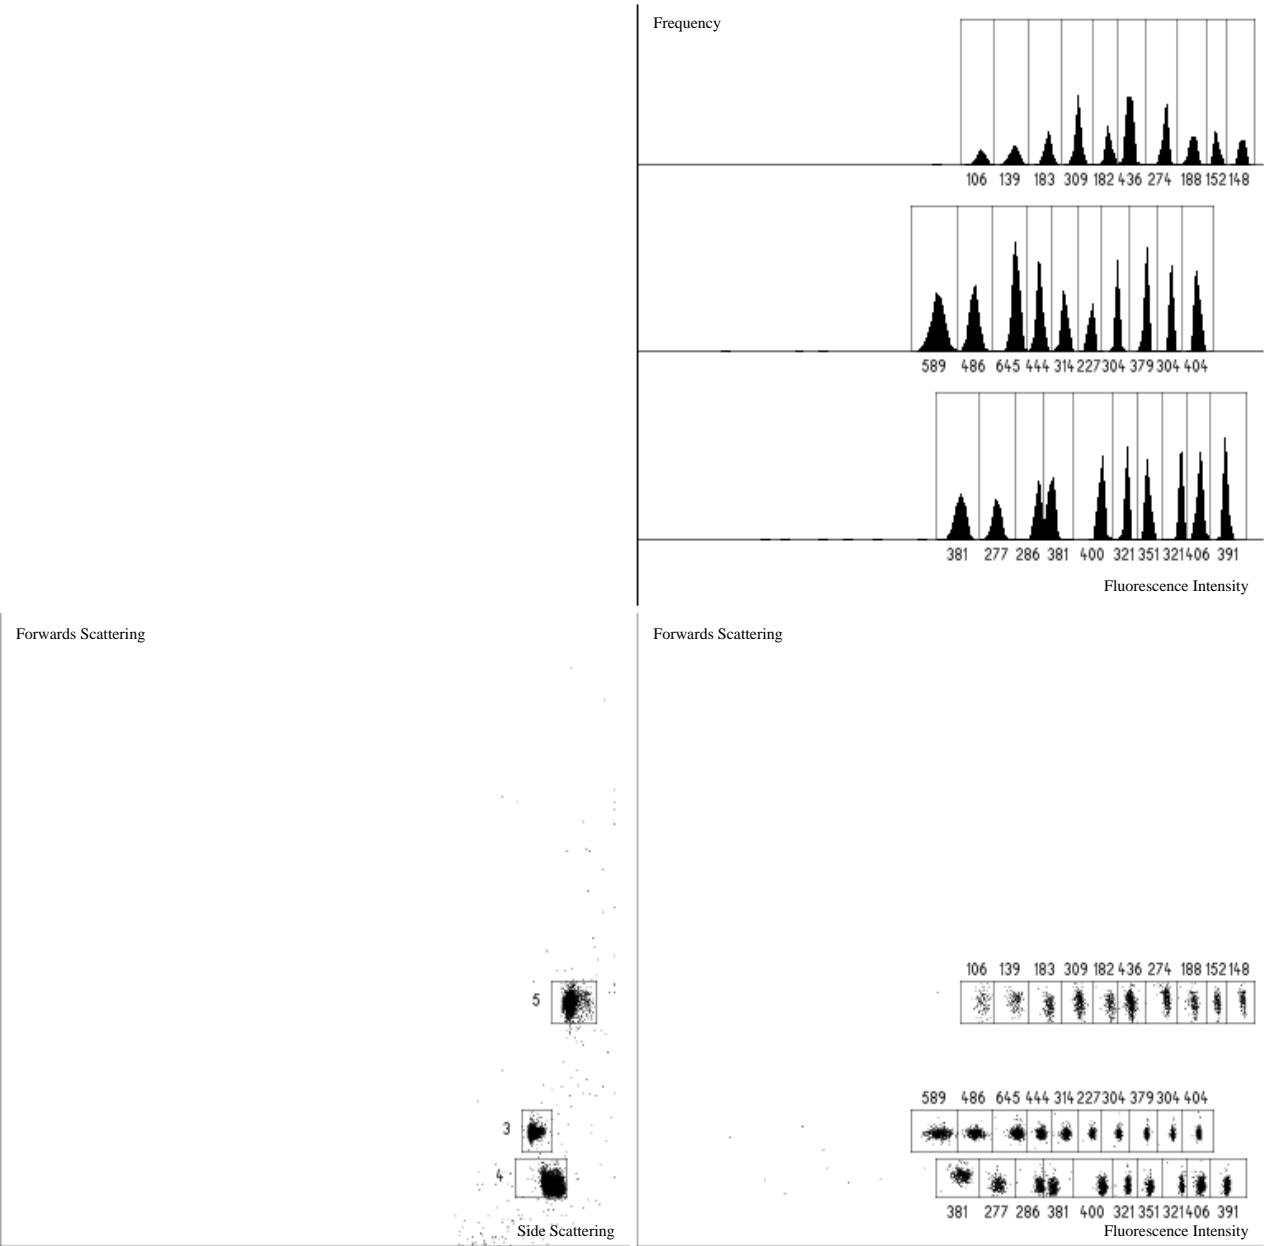 Frequency
106 139 183 309 182 436 274 188 152 148
589 486 645 444 314 227 304 379 304 404
381 277 286 381 400 321 351 321 406 391
Fluorescence Intensity
Forwards Scattering
5
3
4
Side Scattering
Forwards Scattering
106 139 183 309 182 436 274 188 152 148
589 486 645 444 314 227 304 379 304 404
381 277 286 381 400 321 351 321 406 391
Fluorescence Intensity